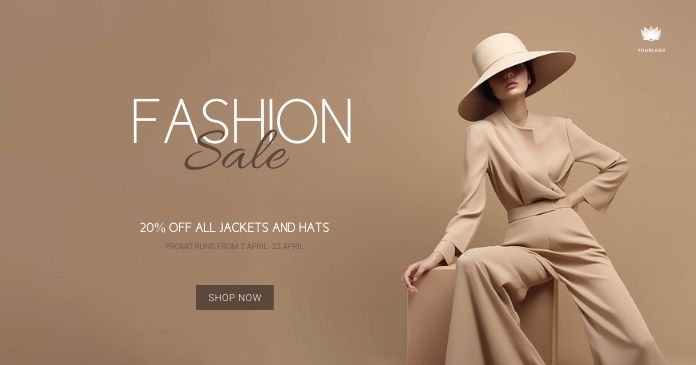 YOURLOGO
FASHION
Sale
20% OFF ALL JACKETS AND HATS
PROMO RUNS FROM 2 APRIL -23 APRIL
SHOP NOW